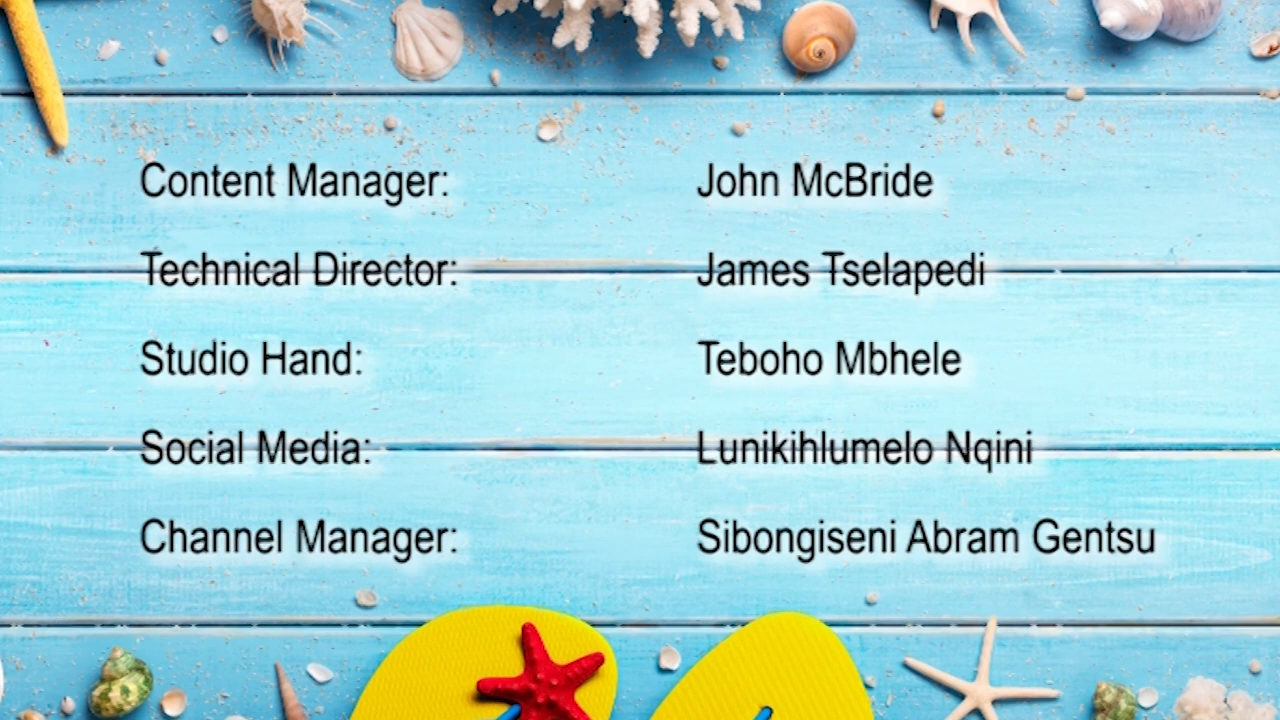 Content Manager: John McBride
Technical Director: James Tselapedi
Studio Hand: Teboho Mbhele
Social Media: Lunikihlumelo Nqini
Channel Manager: Sibongiseni Abram Gentsu